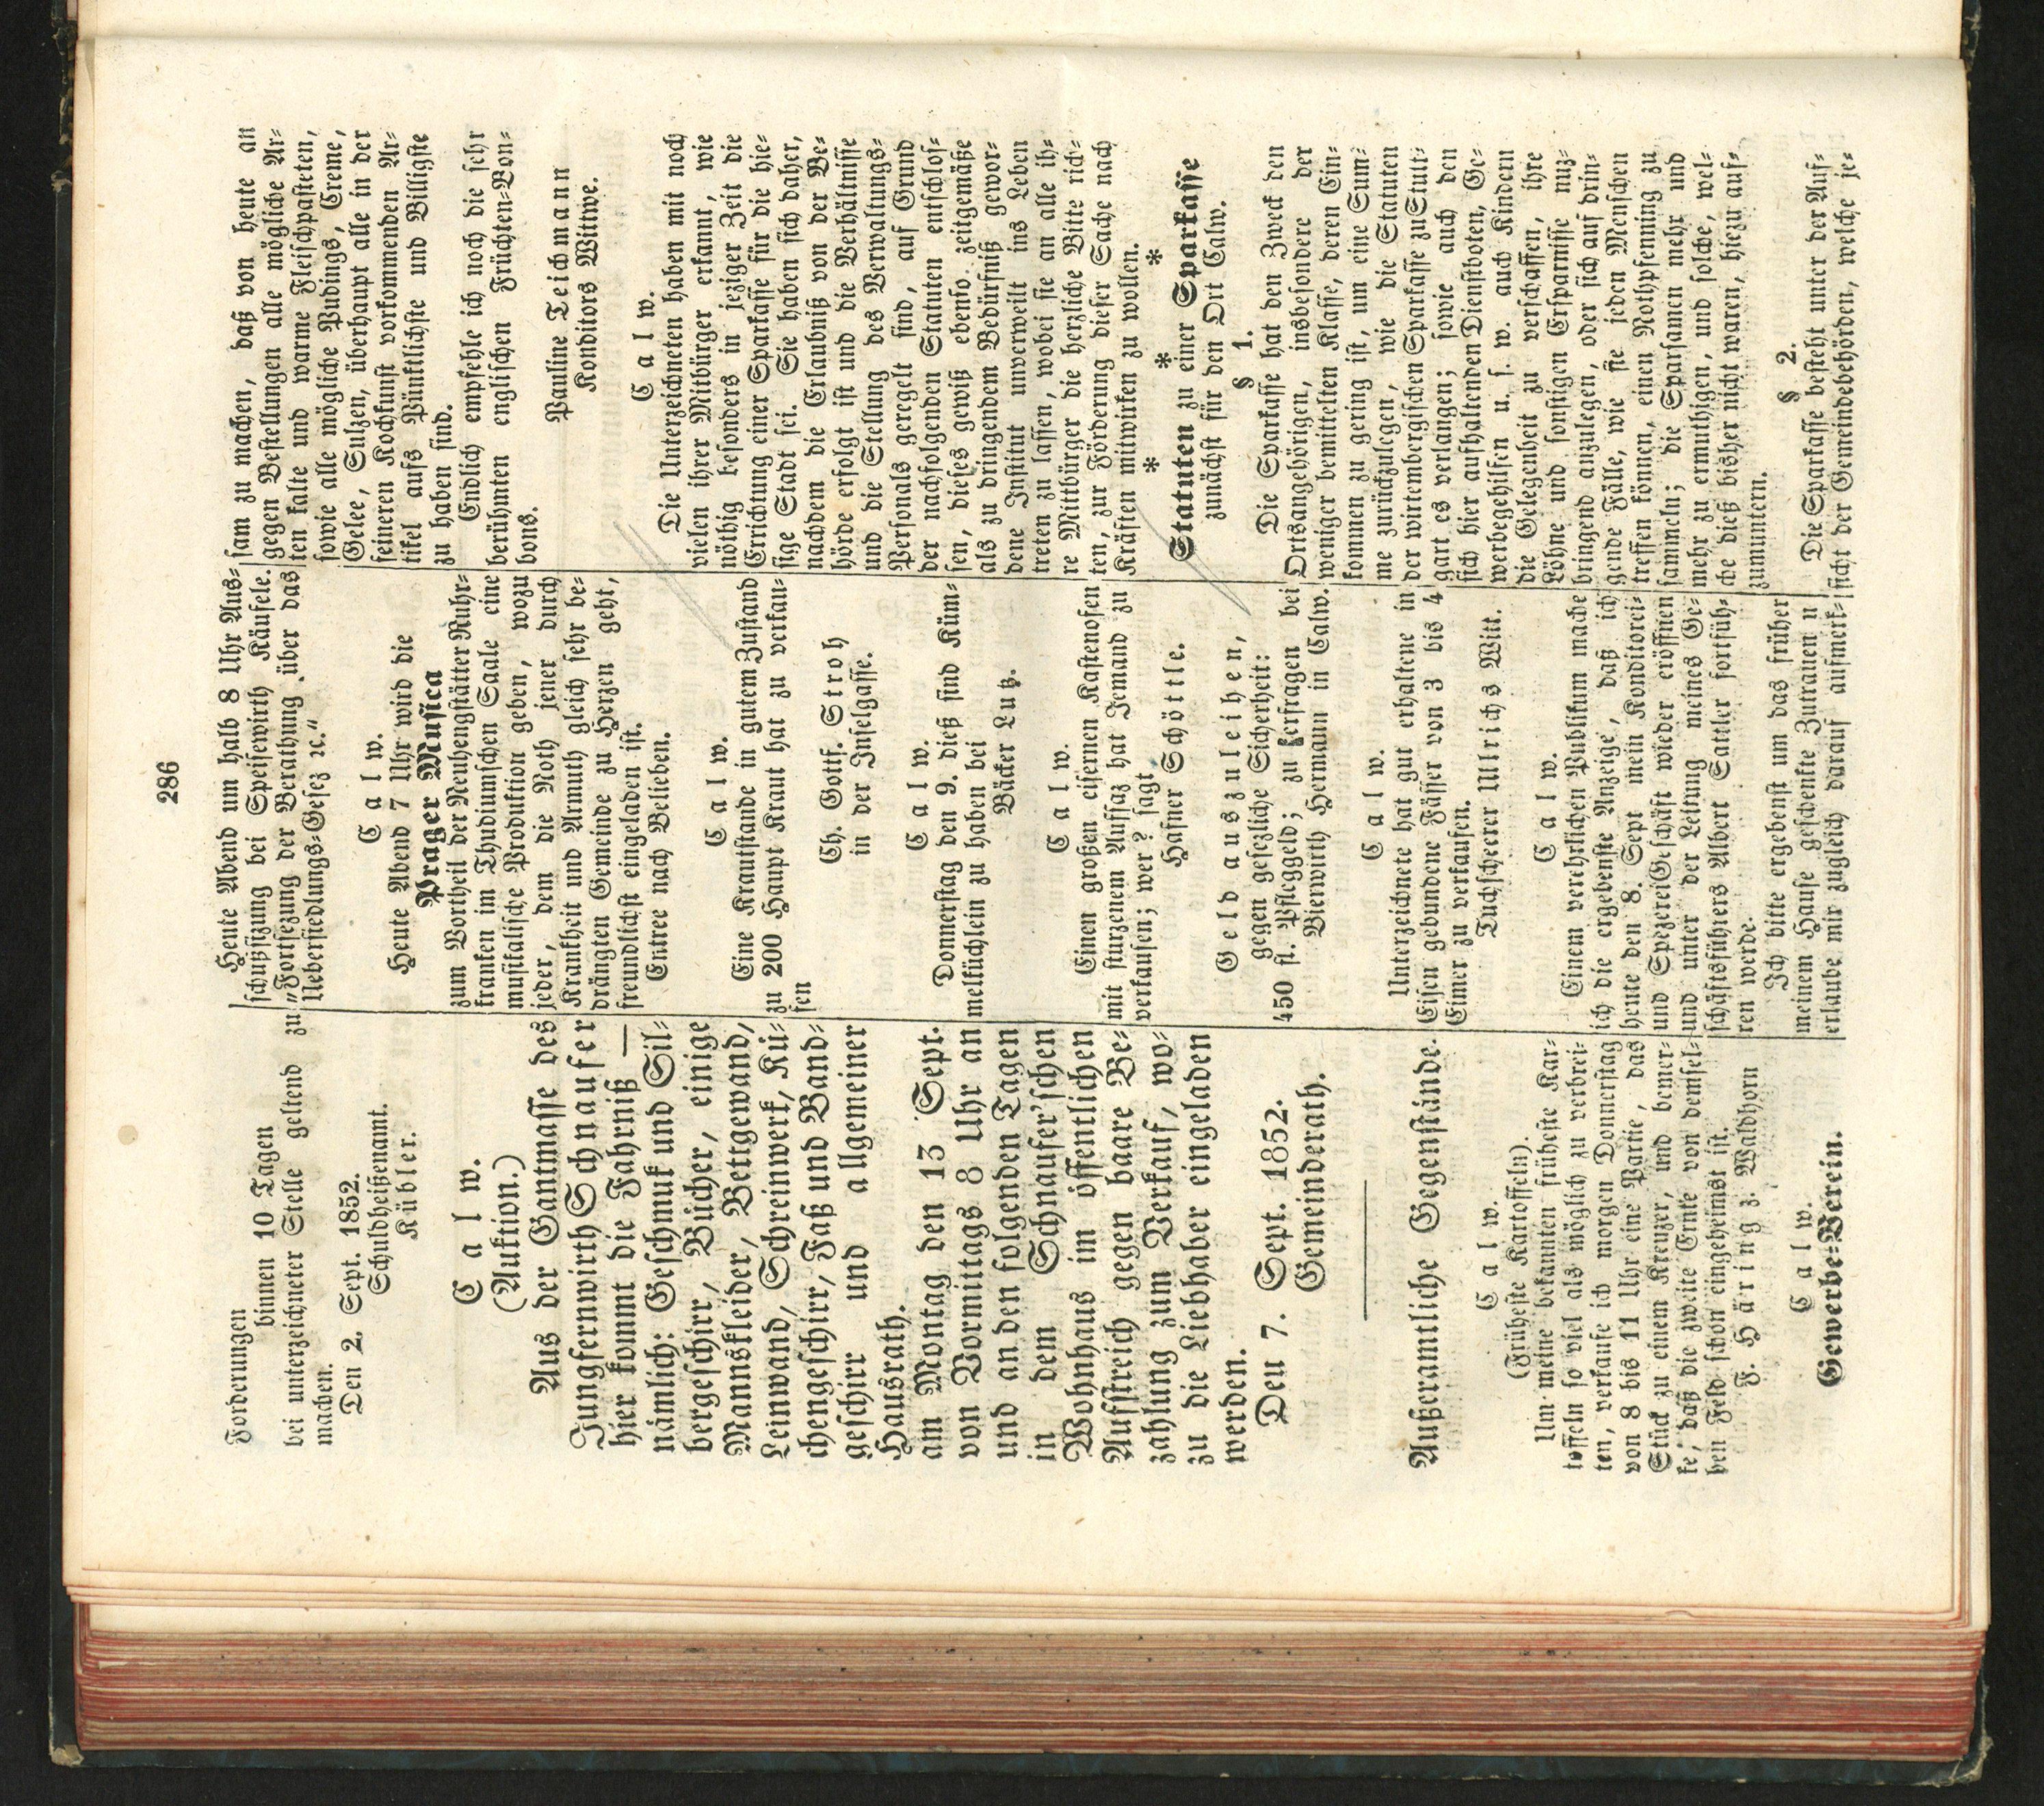 286
Forderungen
binnen 10 Tagen
bei unterzeichneter Stelle geltend zu
machen.
Den 2. Sept. 1852.
Schuldheißenamt.
Kübler.
Calw.
(Auktion.)
Aus der Gantmasse des
Jungfernwirth Schnaufer
hier kommt die Fahrniß —
nämlich: Geschmuk und Sil-
bergeschirr, Bücher, einige
Mannskleider, Bettgewand,
Leinwand, Schreinwerk, Kü-
chengeschirr, Faß und Band-
geschirr und allgemeiner
Hausrath.
am Montag den 13 Sept.
von Vormittags 8 Uhr an
und an den folgenden Tagen
in dem Schnaufer'schen
Wohnhaus im öffentlichen
Aufstreich gegen baare Be-
zahlung zum Verkauf, wo-
zu die Liebhaber eingeladen
werden.
Den 7. Sept. 1852.
Gemeinderath.
Außeramtliche Gegenstände.
Calw.
(Früheste Kartoffeln).
Um meine bekannten früheste Kar-
toffeln so viel als möglich zu verbrei-
ten, verkaufe ich morgen Donnerstag
von 8 bis 11 Uhr eine Partie, das
Stück zu einem Kreuzer, und bemer-
ke, daß die zweite Ernte von demsel-
ben Feld schon eingeheimst ist.
F. Häring z. Waldhorn
Calw.
Gewerbe-Verein.
Heute Abend um halb 8 Uhr Aus-
schußsizung bei Speisewirth Käufele.
„Fortsezung der Berathung über das
Uebersiedlungs-Gesez ꝛc."
Calw.
Heute Abend 7 Uhr wird die
Prager Musica
zum Vortheil der Neuhengstätter Ruhr-
kranken im Thudiumschen Saale eine
musikalische Produktion geben, wozu
jeder, dem die Noth jener durch
Krankheit und Armuth gleich sehr be-
drängten Gemeinde zu Herzen geht,
freundlichst eingeladen ist.
Entree nach Belieben.
Calw.
Eine Krautstande in gutem Zustand
zu 200 Haupt Kraut hat zu verkau-
fen
Ch. Gottf. Stroh
in der Inselgasse.
Calw.
Donnerstag den 9. dieß sind Küm-
melküchlein zu haben bei
Bäcker Lutz.
Calw.
Einen großen eisernen Kastenofen
mit sturzenem Aufsaz hat Jemand zu
verkaufen; wer? sagt
Hafner Schöttle.
Geld auszuleihen,
gegen gesezliche Sicherheit:
450 fl. Pfleggeld; zu erfragen bei
Bierwirth Hermann in Calw.
Calw.
Unterzeichnete hat gut erhaltene in
Eisen gebundene Fässer von 3 bis 4
Eimer zu verkaufen.
Tuchscheerer Ullrichs Witt.
Calw.
Einem verehrlichen Publikum mache
ich die ergebenste Anzeige, daß ich
heute den 8. Sept mein Konditorei-
und SpezereiGeschäft wieder eröffnen
und unter der Leitung meines Ge-
schäftsführers Albert Sattler fortfüh-
ren werde.
Ich bitte ergebenst um das früher
meinem Hause geschenkte Zutrauen u
erlaube mir zugleich darauf aufmerk-
sam zu machen, daß von heute an
gegen Bestellungen alle mögliche Ar-
ten kalte und warme Fleischpasteten,
sowie alle mögliche Pudings, Creme,
Gelee, Sulzen, überhaupt alle in der
feineren Kochkunst vorkommenden Ar-
tikel aufs Pünktlichste und Billigste
zu haben sind.
Endlich empfehle ich noch die sehr
berühmten englischen Früchten-Bon-
bons.
Pauline Teichmann
Konditors Wittwe.
Calw.
Die Unterzeichneten haben mit noch
vielen ihrer Mitbürger erkannt, wie
nöthig besonders in jeziger Zeit die
Errichtung einer Sparkasse für die hie-
sige Stadt sei. Sie haben sich daher,
nachdem die Erlaubniß von der Be-
hörde erfolgt ist und die Verhältnisse
und die Stellung des Verwaltungs-
Personals geregelt sind, auf Grund
der nachfolgenden Statuten entschlos-
sen, dieses gewiß ebenso zeitgemäße
als zu dringendem Bedürfniß gewor-
dene Institut unverweilt ins Leben
treten zu lassen, wobei sie an alle ih-
re Mittbürger die herzliche Bitte rich-
ten, zur Förderung dieser Sache nach
Kräften mitwirken zu wollen.
* * *
Statuten zu einer Sparkasse
zunächst für den Ort Calw.
§ 1.
Die Sparkasse hat den Zweck den
Ortsangehörigen, insbesondere der
weniger bemittelten Klasse, deren Ein-
kommen zu gering ist, um eine Sum-
me zurückzulegen, wie die Statuten
der wirtembergischen Sparkasse zu Stutt-
gart es verlangen; sowie auch den
sich hier aufhaltenden Dienstboten, Ge-
werbegehilfen u. s. w. auch Kindern
die Gelegenheit zu verschaffen, ihre
Löhne und sonstigen Ersparnisse nuz-
bringend anzulegen, oder sich auf drin-
gende Fälle, wie sie jeden Menschen
treffen können, einen Nothpfenning zu
sammeln; die Sparsamen mehr und
mehr zu ermuthigen, und solche, wel-
che dieß bisher nicht waren, hiezu auf-
zumuntern.
§ 2.
Die Sparkasse besteht unter der Auf-
sicht der Gemeindebehörden, welche je-